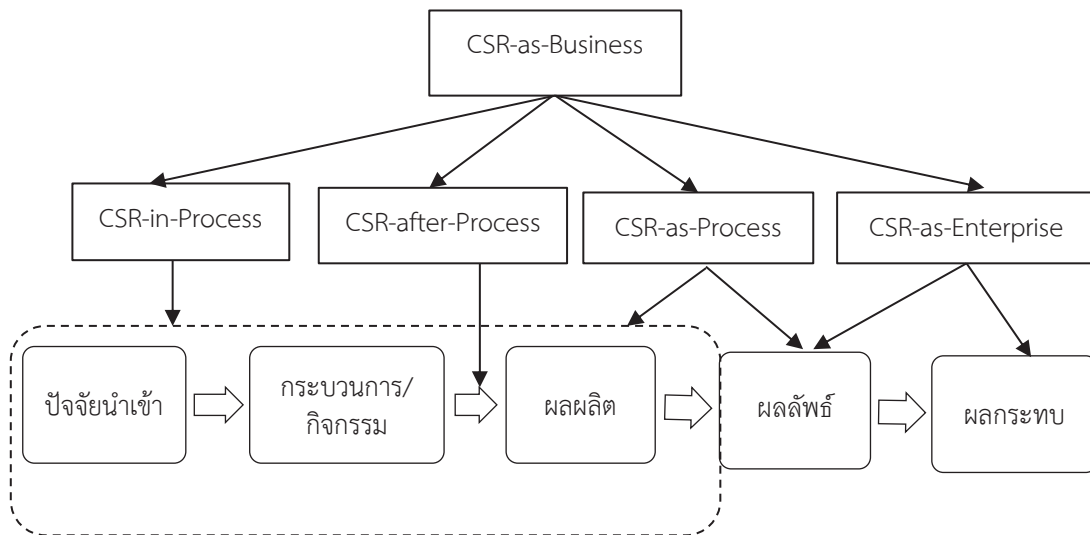 CSR-as-Business
CSR-in-Process
CSR-after-Process
CSR-as-Process
CSR-as-Enterprise
ปัจจัยนำเข้า
กระบวนการ/
กิจกรรม
ผลผลิต
ผลลัพธ์
ผลกระทบ